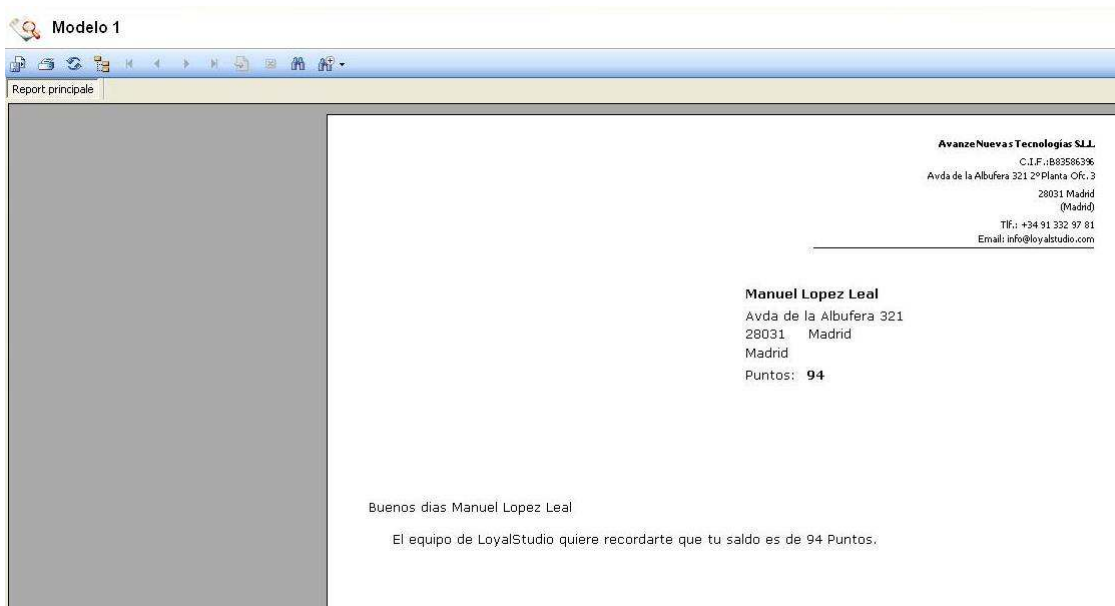 Modelo 1
Report principale
Avanze Nuevas Tecnologías S.L.L.
C.I.F.:B83586396
Avda de la Albufera 321 2º Planta Ofc. 3
28031 Madrid
(Madrid)
Tlf.: +34 91 332 97 81
Email: info@loyalstudio.com
Manuel Lopez Leal
Avda de la Albufera 321
28031 Madrid
Madrid
Puntos: 94
Buenos dias Manuel Lopez Leal
El equipo de LoyalStudio quiere recordarte que tu saldo es de 94 Puntos.